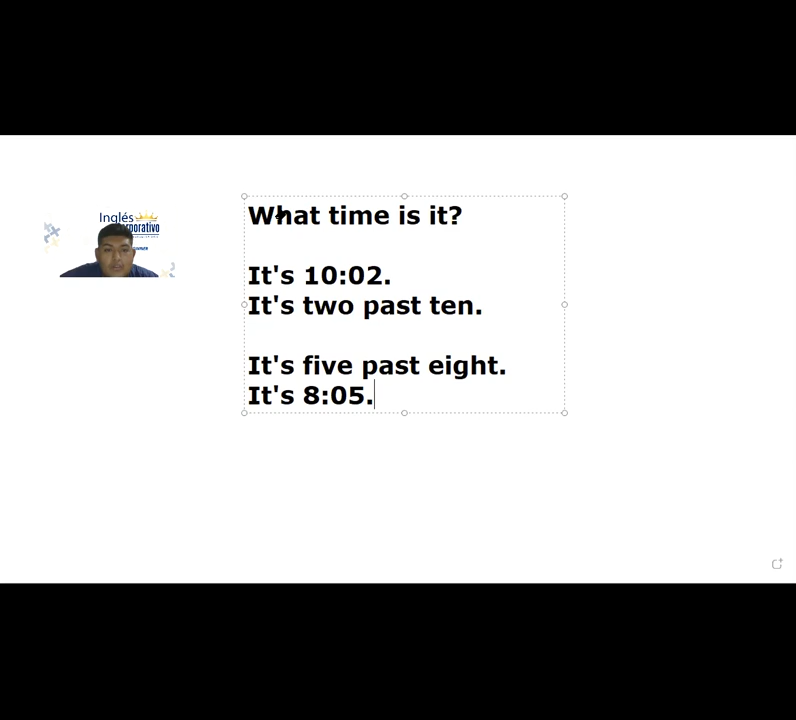 Inglés
What time is it?
It's 10:02.
It's two past ten.
It's five past eight.
It's 8:05.